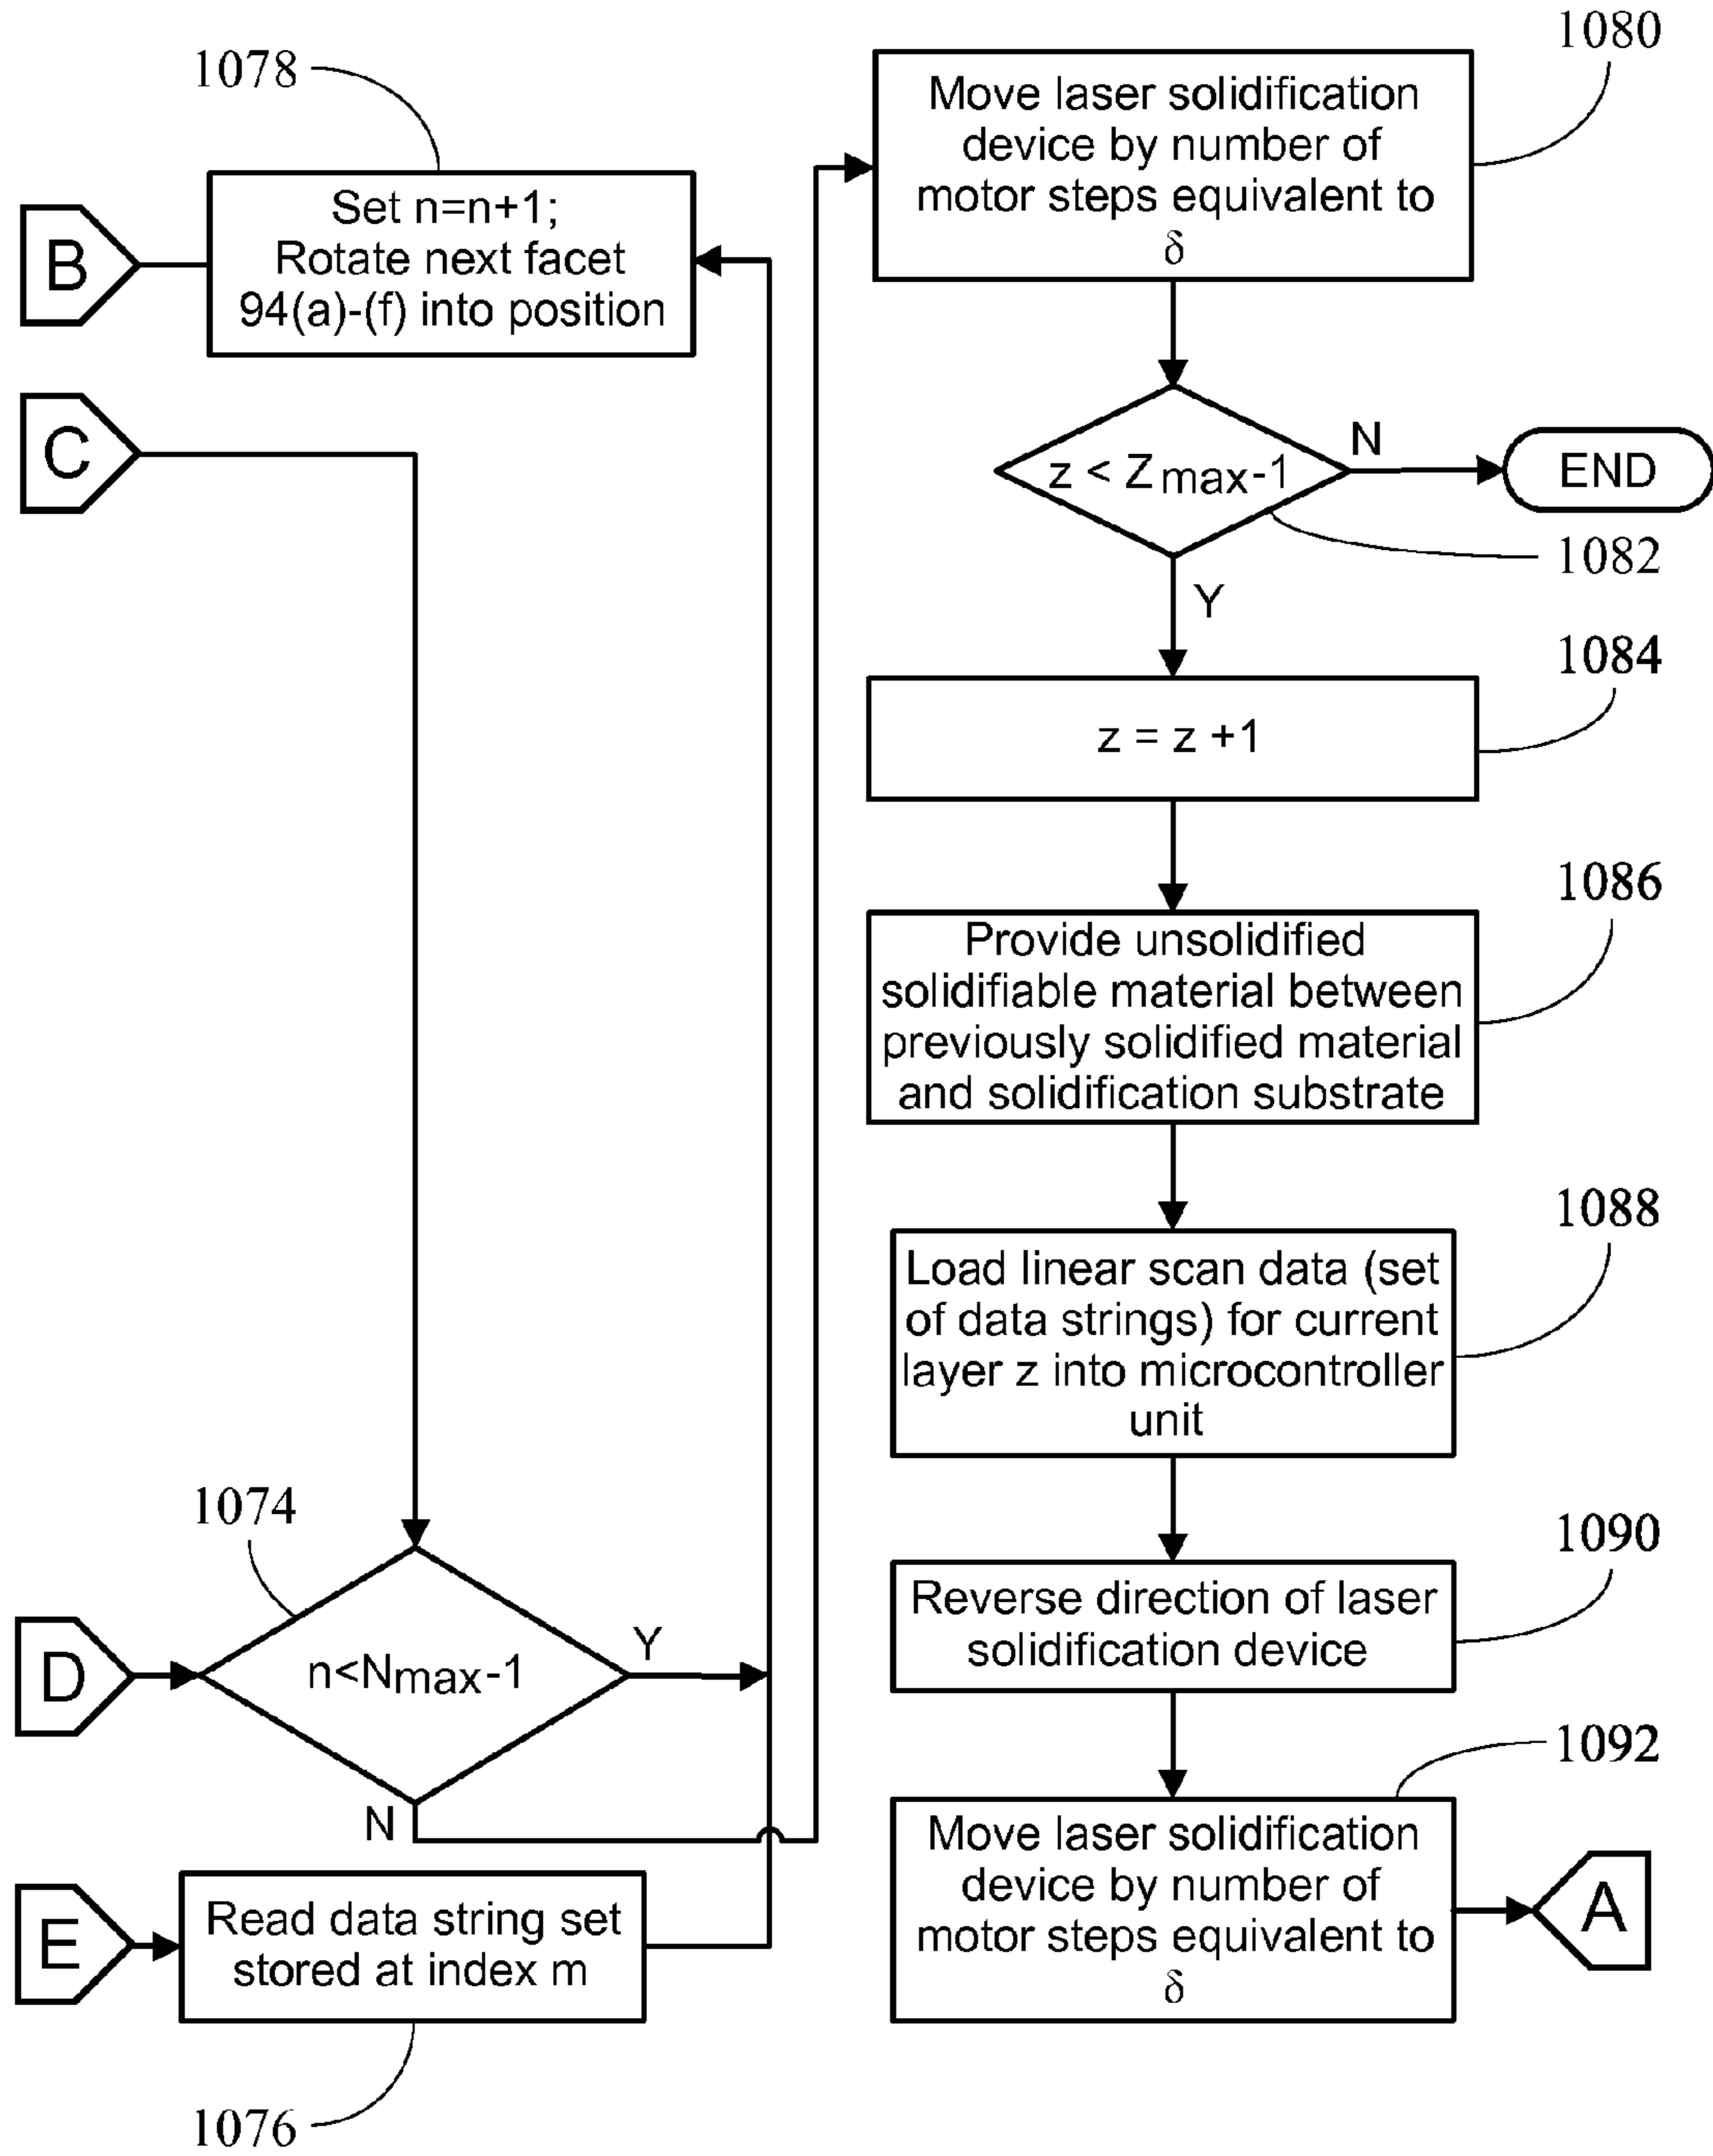 1078
B
Set n=n+1;
Rotate next facet
94(a)-(f) into position
C
1074
D
n<Nmax-1
Y
N
E
Read data string set
stored at index m
1076
1080
Move laser solidification
device by number of
motor steps equivalent to
δ
z < Zmax-1
N
END
1082
Y
1084
z = z +1
1086
Provide unsolidified
solidifiable material between
previously solidified material
and solidification substrate
1088
Load linear scan data (set
of data strings) for current
layer z into microcontroller
unit
1090
Reverse direction of laser
solidification device
1092
Move laser solidification
device by number of
motor steps equivalent to
δ
A